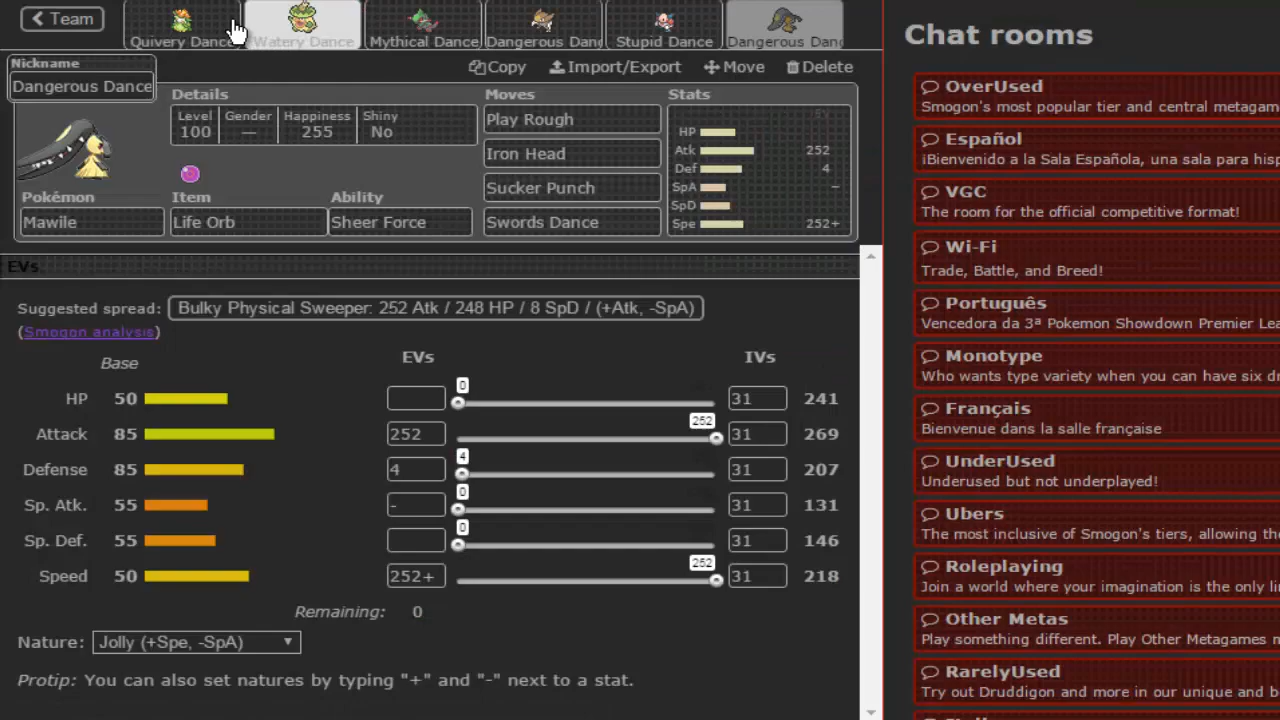 Team
Quivery Dance
Watery Dance
Mythical Dance
Dangerous Dan
Stupid Dance
Dangerous Dan
Nickname
Dangerous Dance
Copy
Import/Export
Move
Delete
Details
Level
100
Gender
—
Happiness
255
Shiny
No
Pokémon
Mawile
Item
Life Orb
Ability
Sheer Force
Moves
Play Rough
Iron Head
Sucker Punch
Swords Dance
Stats
EV
HP
Atk 252
Def 4
SpA –
SpD
Spe 252+
EVs
Suggested spread: Bulky Physical Sweeper: 252 Atk / 248 HP / 8 SpD / (+Atk, -SpA)
(Smogon analysis)
Base EVs IVs
HP 50 0 31 241
Attack 85 252 252 31 269
Defense 85 4 4 31 207
Sp. Atk. 55 - 0 31 131
Sp. Def. 55 0 31 146
Speed 50 252+ 252 31 218
Remaining: 0
Nature: Jolly (+Spe, -SpA)
Protip: You can also set natures by typing "+" and "-" next to a stat.
Chat rooms
OverUsed
Smogon's most popular tier and central metagam
Español
¡Bienvenido a la Sala Española, una sala para hisp
VGC
The room for the official competitive format!
Wi-Fi
Trade, Battle, and Breed!
Português
Vencedora do 3ª Pokemon Showdown Premier Lea
Monotype
Who wants type variety when you can have six d
Français
Bienvenue dans la salle française
UnderUsed
Underused but not underplayed!
Ubers
The most inclusive of Smogon's tiers, allowing the
Roleplaying
Join a world where your imagination is the only li
Other Metas
Play something different. Play Other Metagames n
RarelyUsed
Try out Druddigon and more in our unique and b